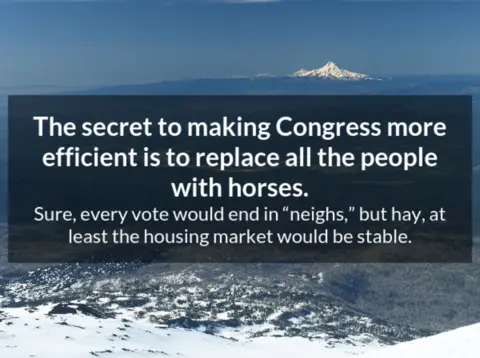 The secret to making Congress more
efficient is to replace all the people
with horses.
Sure, every vote would end in “neighs,” but hay, at
least the housing market would be stable.